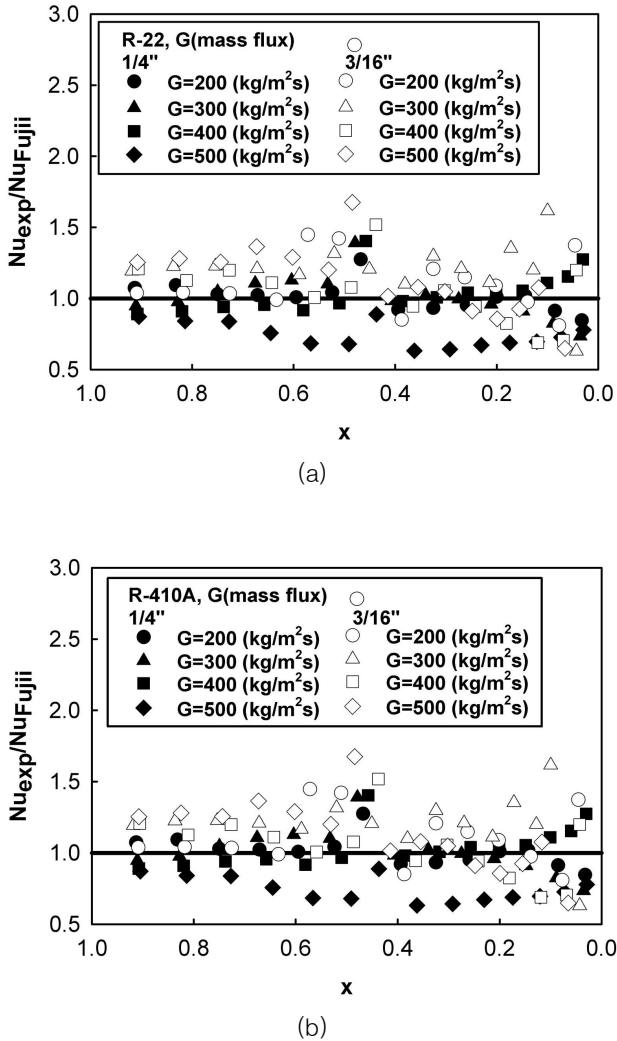 3.0
R-22, G(mass flux)
1/4" 3/16"
G=200 (kg/m²s) G=200 (kg/m²s)
2.5
G=300 (kg/m²s) G=300 (kg/m²s)
G=400 (kg/m²s) G=400 (kg/m²s)
G=500 (kg/m²s) G=500 (kg/m²s)
2.0
Nuexp/NuFujii
1.5
1.0
0.5
1.0 0.8 0.6 0.4 0.2 0.0
x
(a)
3.0
R-410A, G(mass flux)
1/4" 3/16"
G=200 (kg/m²s) G=200 (kg/m²s)
2.5
G=300 (kg/m²s) G=300 (kg/m²s)
G=400 (kg/m²s) G=400 (kg/m²s)
G=500 (kg/m²s) G=500 (kg/m²s)
2.0
Nuexp/NuFujii
1.5
1.0
0.5
1.0 0.8 0.6 0.4 0.2 0.0
x
(b)